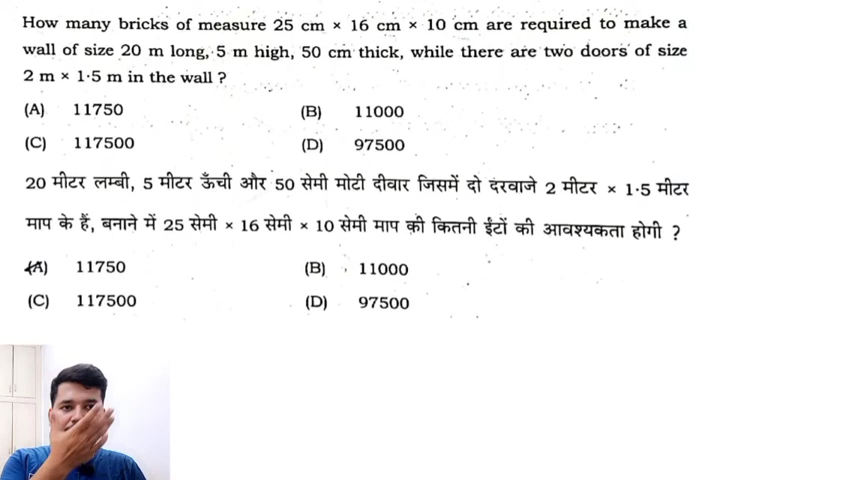 How many bricks of measure 25 cm × 16 cm × 10 cm are required to make a
wall of size 20 m long, 5 m high, 50 cm thick, while there are two doors of size
2 m × 1·5 m in the wall ?
(A) 11750 (B) 11000
(C) 117500 (D) 97500
20 मीटर लम्बी, 5 मीटर ऊँची और 50 सेमी मोटी दीवार जिसमें दो दरवाजे 2 मीटर × 1·5 मीटर
माप के हैं, बनाने में 25 सेमी × 16 सेमी × 10 सेमी माप की कितनी ईंटों की आवश्यकता होगी ?
(A) 11750 (B) 11000
(C) 117500 (D) 97500